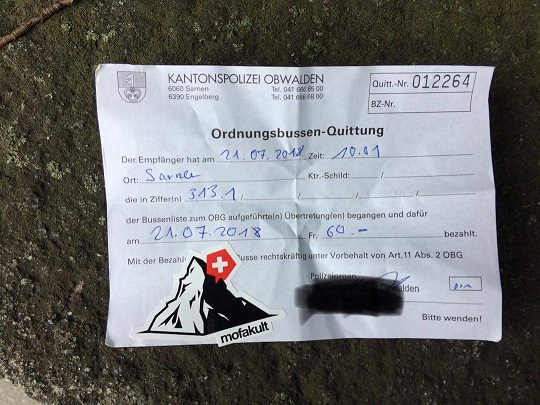 KANTONSPOLIZEI OBWALDEN
6060 Sarnen Tel. 041 666 65 00
6390 Engelberg Tel. 041 666 68 00
Quitt.-Nr. 012264
BZ-Nr.
Ordnungsbussen-Quittung
Der Empfänger hat am 21.07.2018 Zeit: 10.01
Ort: Sarnen Ktr.-Schild: /
die in Ziffer(n) 313.1 / / / / /
der Bussenliste zum OBG aufgeführte(n) Übertretung(en) begangen und dafür
am 21.07.2018 Fr. 60.- bezahlt.
Mit der Bezahl usse rechtskräftig unter Vorbehalt von Art.11 Abs. 2 OBG
Polizeiorgan
Obwalden
mofakult
Bitte wenden!